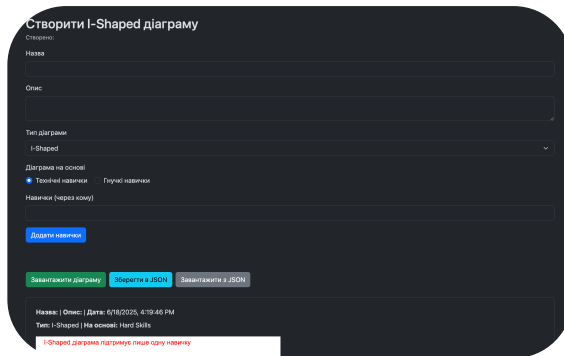 Створити I-Shaped діаграму
Створено:
Назва
Опис
Тип діаграми
I-Shaped
Діаграма на основі
Технічні навички Гнучкі навички
Навички (через кому)
Додати навички
Завантажити діаграму Зберегти в JSON Завантажити з JSON
Назва: | Опис: | Дата: 6/18/2025, 4:19:46 PM
Тип: I-Shaped | На основі: Hard Skills
I-Shaped діаграма підтримує лише одну навичку